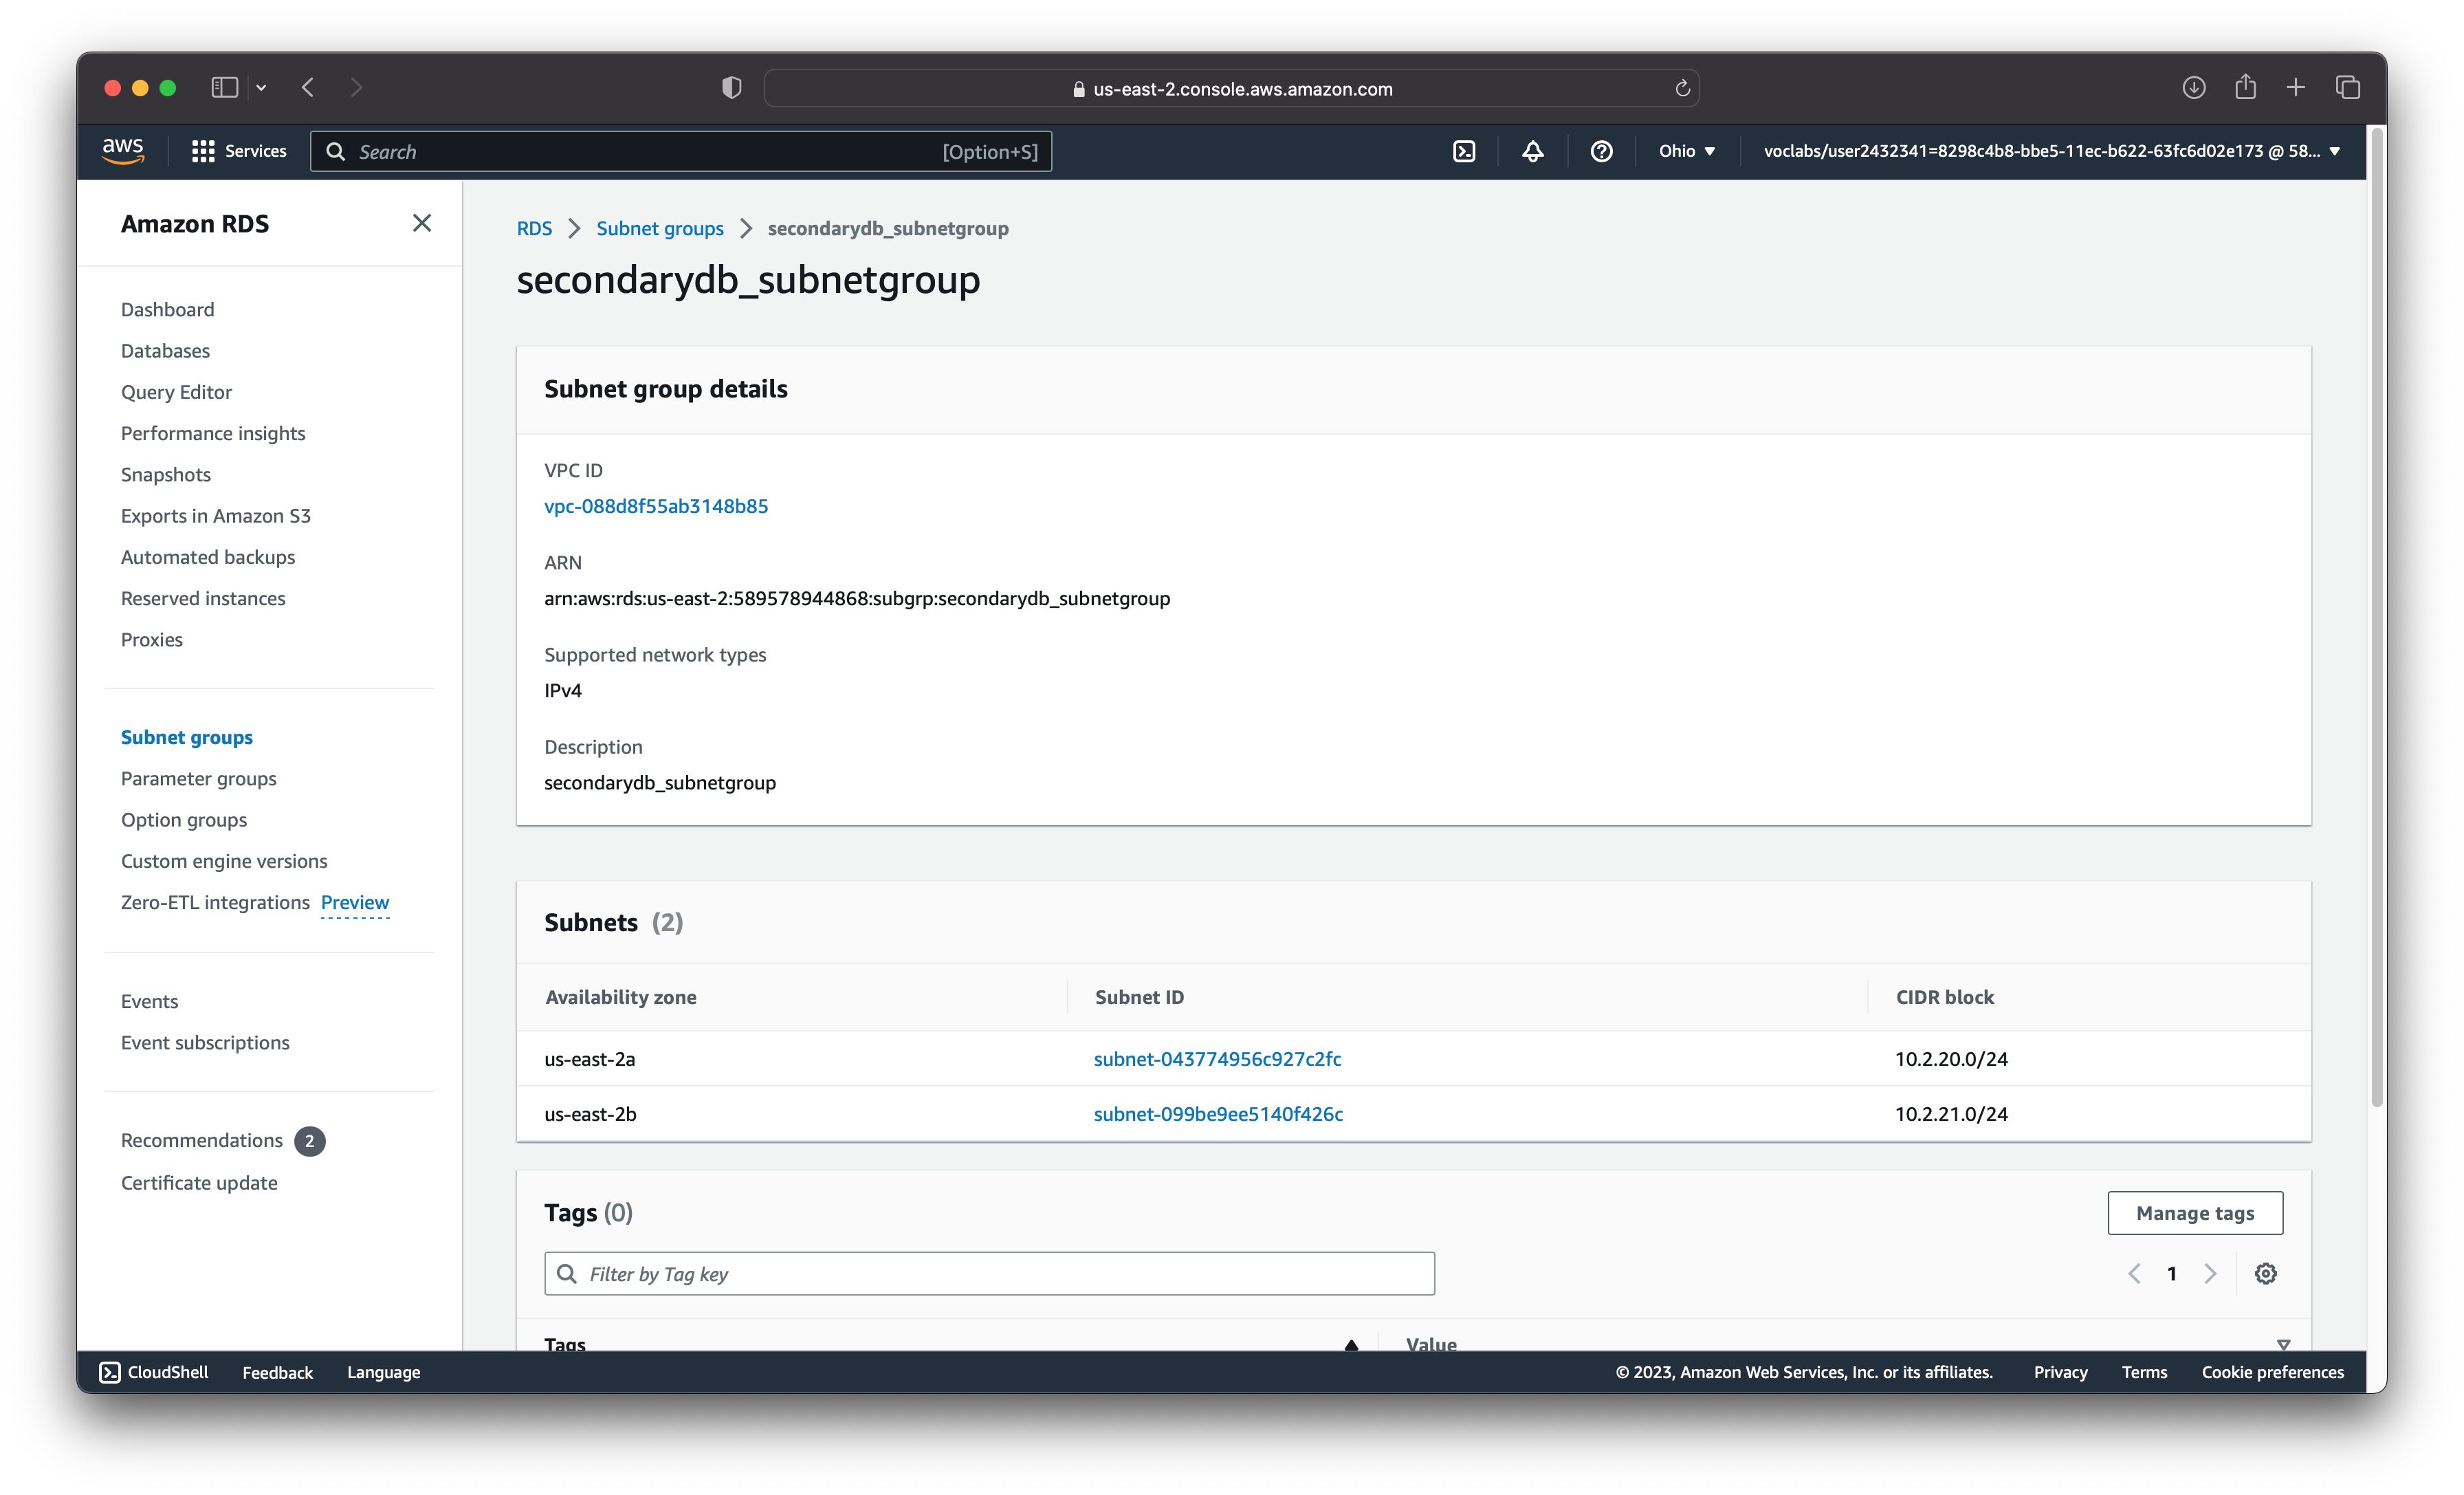 us-east-2.console.aws.amazon.com
aws Services Search [Option+S] Ohio voclabs/user2432341=8298c4b8-bbe5-11ec-b622-63fc6d02e173 @ 58...
Amazon RDS
Dashboard
Databases
Query Editor
Performance insights
Snapshots
Exports in Amazon S3
Automated backups
Reserved instances
Proxies
Subnet groups
Parameter groups
Option groups
Custom engine versions
Zero-ETL integrations Preview
Events
Event subscriptions
Recommendations 2
Certificate update
RDS Subnet groups secondarydb_subnetgroup
secondarydb_subnetgroup
Subnet group details
VPC ID
vpc-088d8f55ab3148b85
ARN
arn:aws:rds:us-east-2:589578944868:subgrp:secondarydb_subnetgroup
Supported network types
IPv4
Description
secondarydb_subnetgroup
Subnets (2)
Availability zone Subnet ID CIDR block
us-east-2a subnet-043774956c927c2fc 10.2.20.0/24
us-east-2b subnet-099be9ee5140f426c 10.2.21.0/24
Tags (0) Manage tags
Filter by Tag key 1
Tags Value
CloudShell Feedback Language © 2023, Amazon Web Services, Inc. or its affiliates. Privacy Terms Cookie preferences